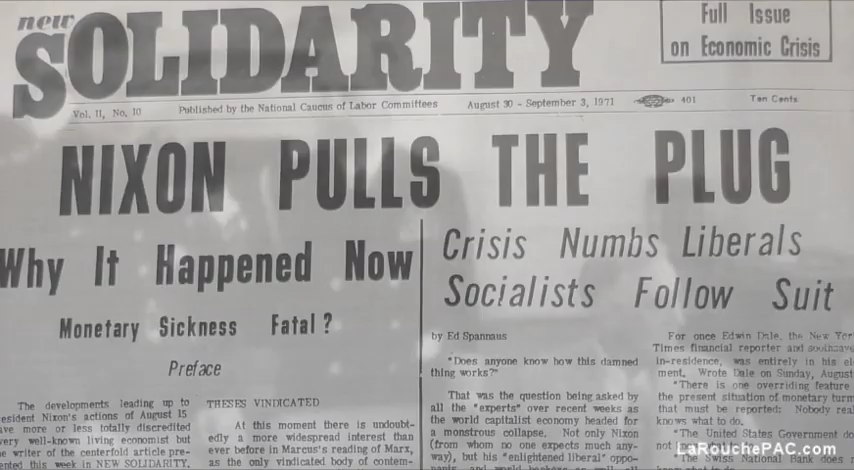 new
SOLIDARITY
Full Issue
on Economic Crisis
Vol. 11, No. 10 Published by the National Caucus of Labor Committees August 30 - September 3, 1971 401 Ten Cents
NIXON PULLS THE PLUG
Why It Happened Now
Monetary Sickness Fatal?
Preface
The developments leading up to
esident Nixon's actions of August 15
ave more or less totally discredited
very well-known living economist but
he writer of the centerfold article pre-
ented this week in NEW SOLIDARITY.
THESES VINDICATED
At this moment there is undoubt-
edly a more widespread interest than
ever before in Marcus's reading of Marx,
as the only vindicated body of contem-
Crisis Numbs Liberals
Socialists Follow Suit
by Ed Spannaus
"Does anyone know how this damned
thing works?"
That was the question being asked by
all the "experts" over recent weeks as
the world capitalist economy headed for
a monstrous collapse. Not only Nixon
(from whom no one expects much any-
way), but his "enlightened liberal" oppo-
For once Edwin Dale, the New Yor
Times financial reporter and
in-residence, was entirely in his el
ment. Wrote Dale on Sunday, August
"There is one overriding feature
the present situation of monetary turm
that must be reported: Nobody rea
knows what to do.
"The United States Government do
not
"The Swiss National Bank does
LaRouchePAC.com